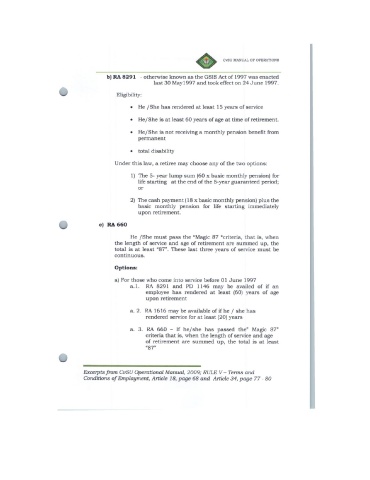 CvSU MANUAL OF OPERATIONS
b) RA 8291 - otherwise known as the GSIS Act of 1997 was enacted
last 30 May1997 and took effect on 24 June 1997.
Eligibility:
• He /She has rendered at least 15 years of service
• He/She is at least 60 years of age at time of retirement.
• He/She is not receiving a monthly pension benefit from
permanent
• total disability
Under this law, a retiree may choose any of the two options:
1) The 5- year lump sum (60 x basic monthly pension) for
life starting at the end of the 5-year guaranteed period;
or
2) The cash payment (18 x basic monthly pension) plus the
basic monthly pension for life starting immediately
upon retirement.
c) RA 660
He /She must pass the "Magic 87 "criteria, that is, when
the length of service and age of retirement are summed up, the
total is at least "87". These last three years of service must be
continuous.
Options:
a) For those who came into service before 01 June 1997
a.1. RA 8291 and PD 1146 may be availed of if an
employee has rendered at least (60) years of age
upon retirement
a. 2. RA 1616 may be available of if he / she has
rendered service for at least (20) years
a. 3. RA 660 – if he/she has passed the" Magic 87"
criteria that is, when the length of service and age
of retirement are summed up, the total is at least
"87"
Excerpts from CvSU Operational Manual, 2009; RULE V – Terms and
Conditions of Employment, Article 18, page 68 and Article 34, page 77 - 80